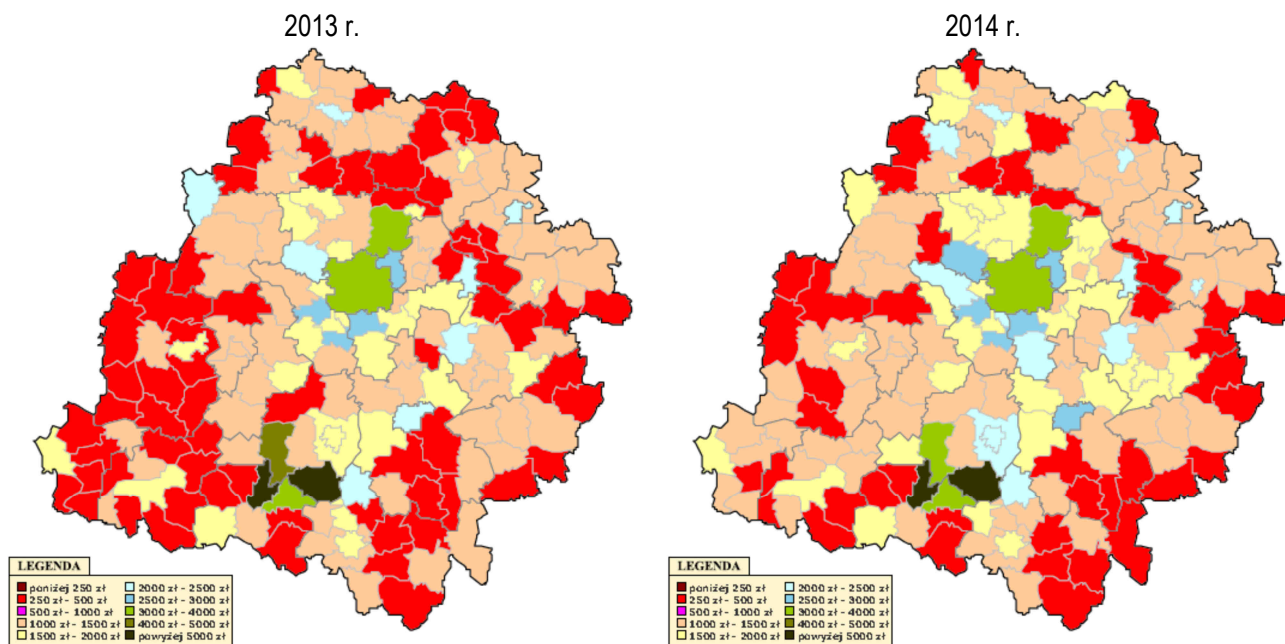 2013 r.
2014 r.
LEGENDA
poniżej 250 zł
250 zł - 500 zł
500 zł - 1000 zł
1000 zł - 1500 zł
1500 zł - 2000 zł
2000 zł - 2500 zł
2500 zł - 3000 zł
3000 zł - 4000 zł
4000 zł - 5000 zł
powyżej 5000 zł
LEGENDA
poniżej 250 zł
250 zł - 500 zł
500 zł - 1000 zł
1000 zł - 1500 zł
1500 zł - 2000 zł
2000 zł - 2500 zł
2500 zł - 3000 zł
3000 zł - 4000 zł
4000 zł - 5000 zł
powyżej 5000 zł